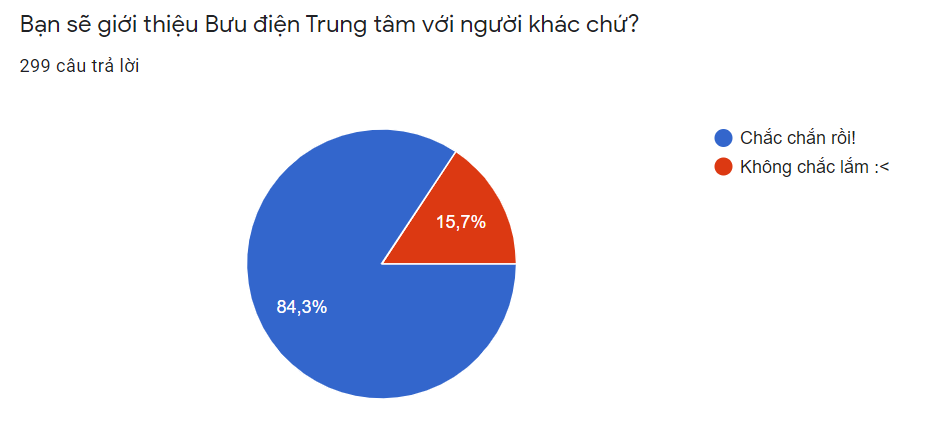 Bạn sẽ giới thiệu Bưu điện Trung tâm với người khác chứ?
299 câu trả lời
Chắc chắn rồi!
Không chắc lắm :<
15,7%
84,3%